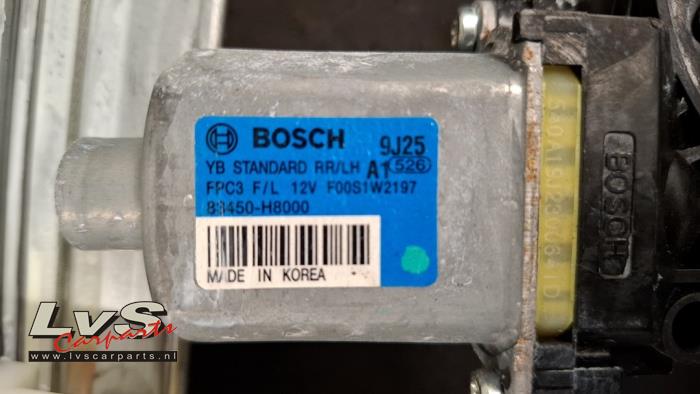 BOSCH 9J25
YB STANDARD RR/LH A1 526
FPC3 F/L 12V F00S1W2197
83450-H8000
MADE IN KOREA
BOSCH
LvS
Carparts
www.lvscarparts.nl